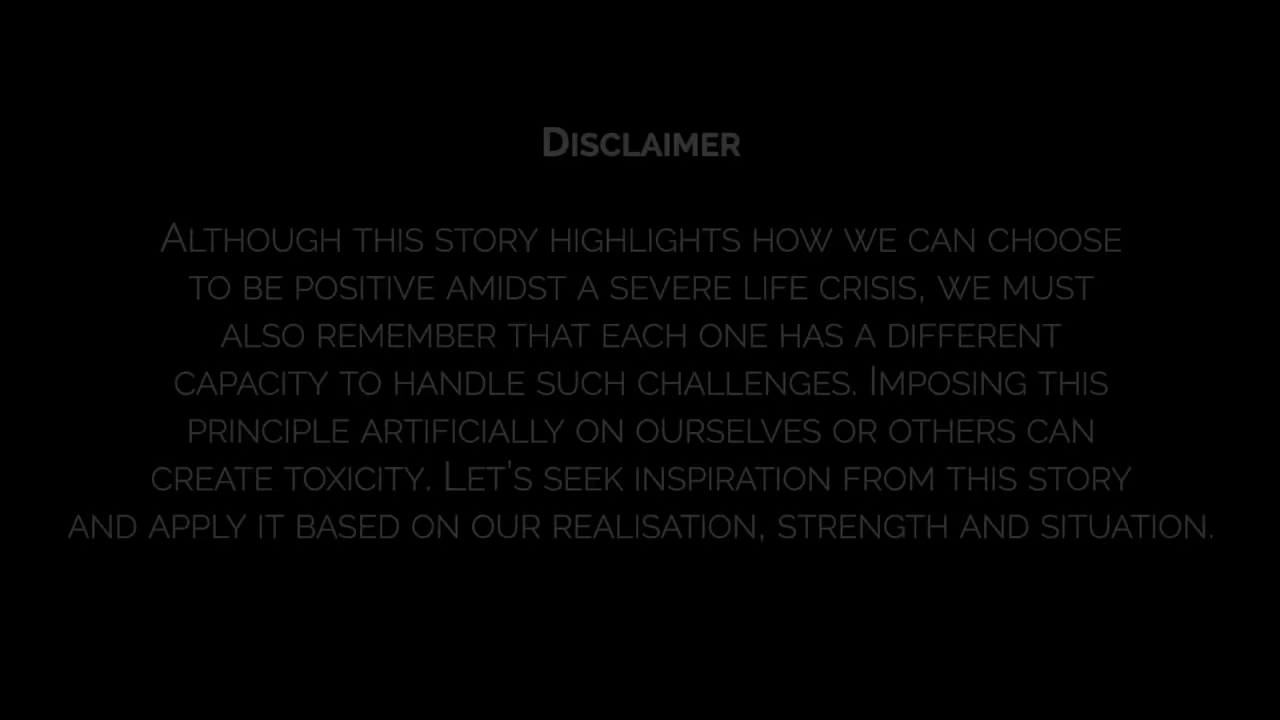 Disclaimer
Although this story highlights how we can choose
to be positive amidst a severe life crisis, we must
also remember that each one has a different
capacity to handle such challenges. Imposing this
principle artificially on ourselves or others can
create toxicity. Let's seek inspiration from this story
and apply it based on our realisation, strength and situation.